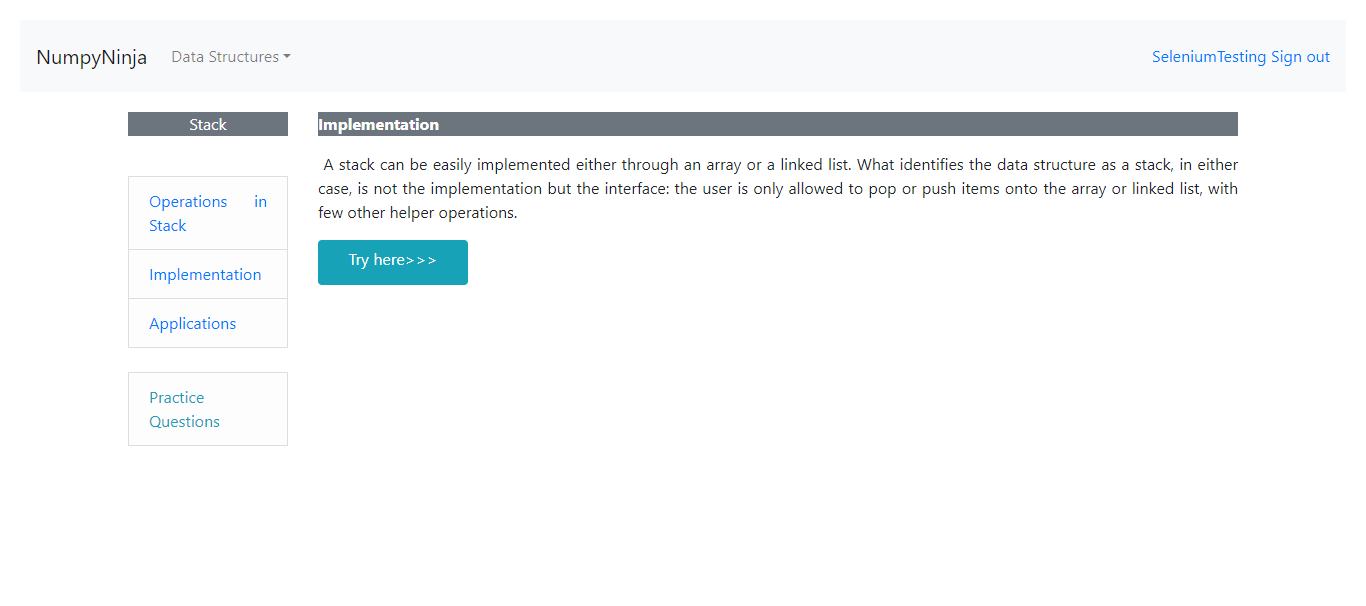 NumpyNinja Data Structures SeleniumTesting Sign out
Stack
Operations in
Stack
Implementation
Applications
Practice
Questions
Implementation
A stack can be easily implemented either through an array or a linked list. What identifies the data structure as a stack, in either
case, is not the implementation but the interface: the user is only allowed to pop or push items onto the array or linked list, with
few other helper operations.
Try here>>>